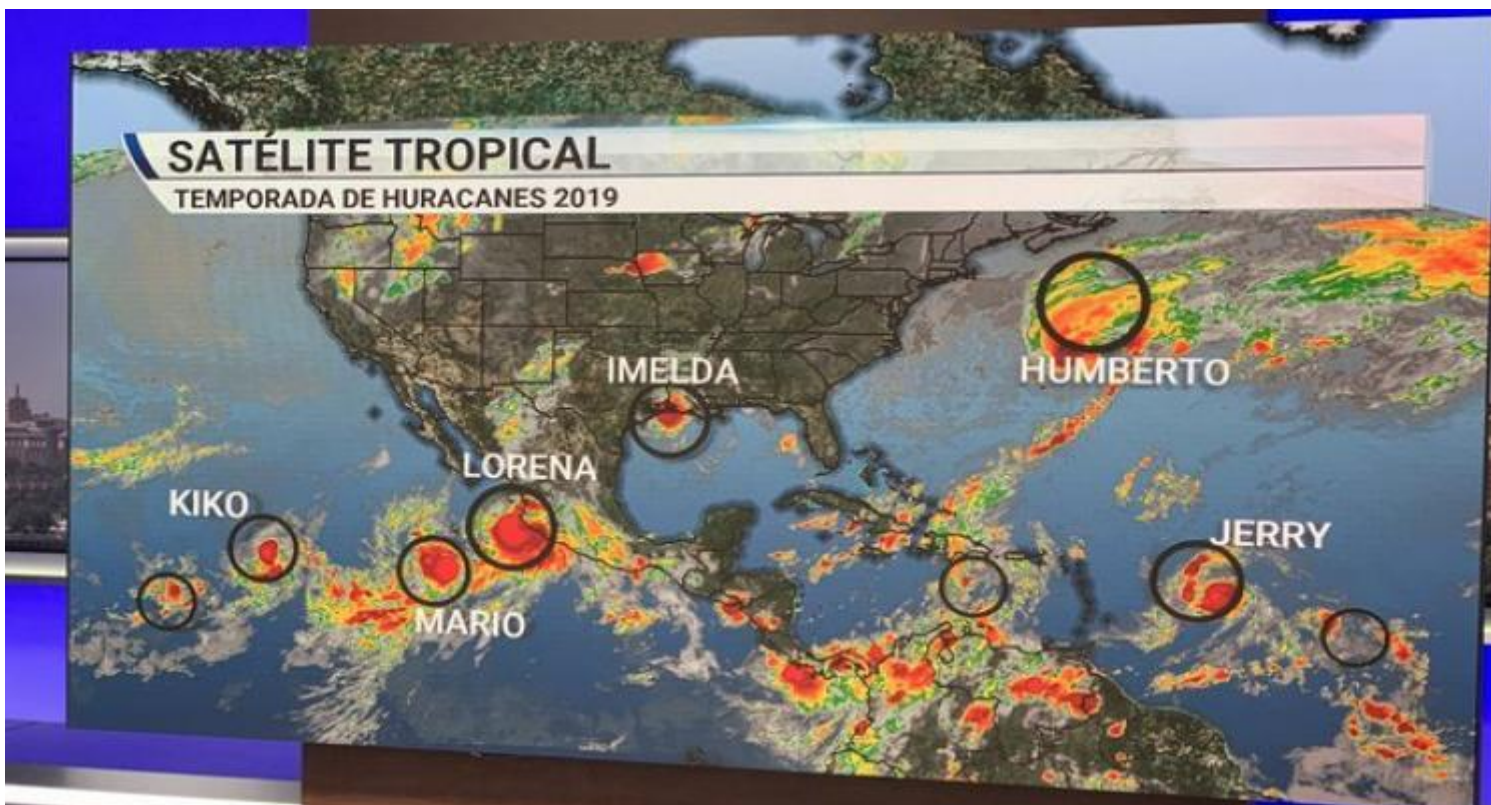 SATÉLITE TROPICAL
TEMPORADA DE HURACANES 2019
IMELDA
HUMBERTO
LORENA
KIKO
JERRY
MARIO